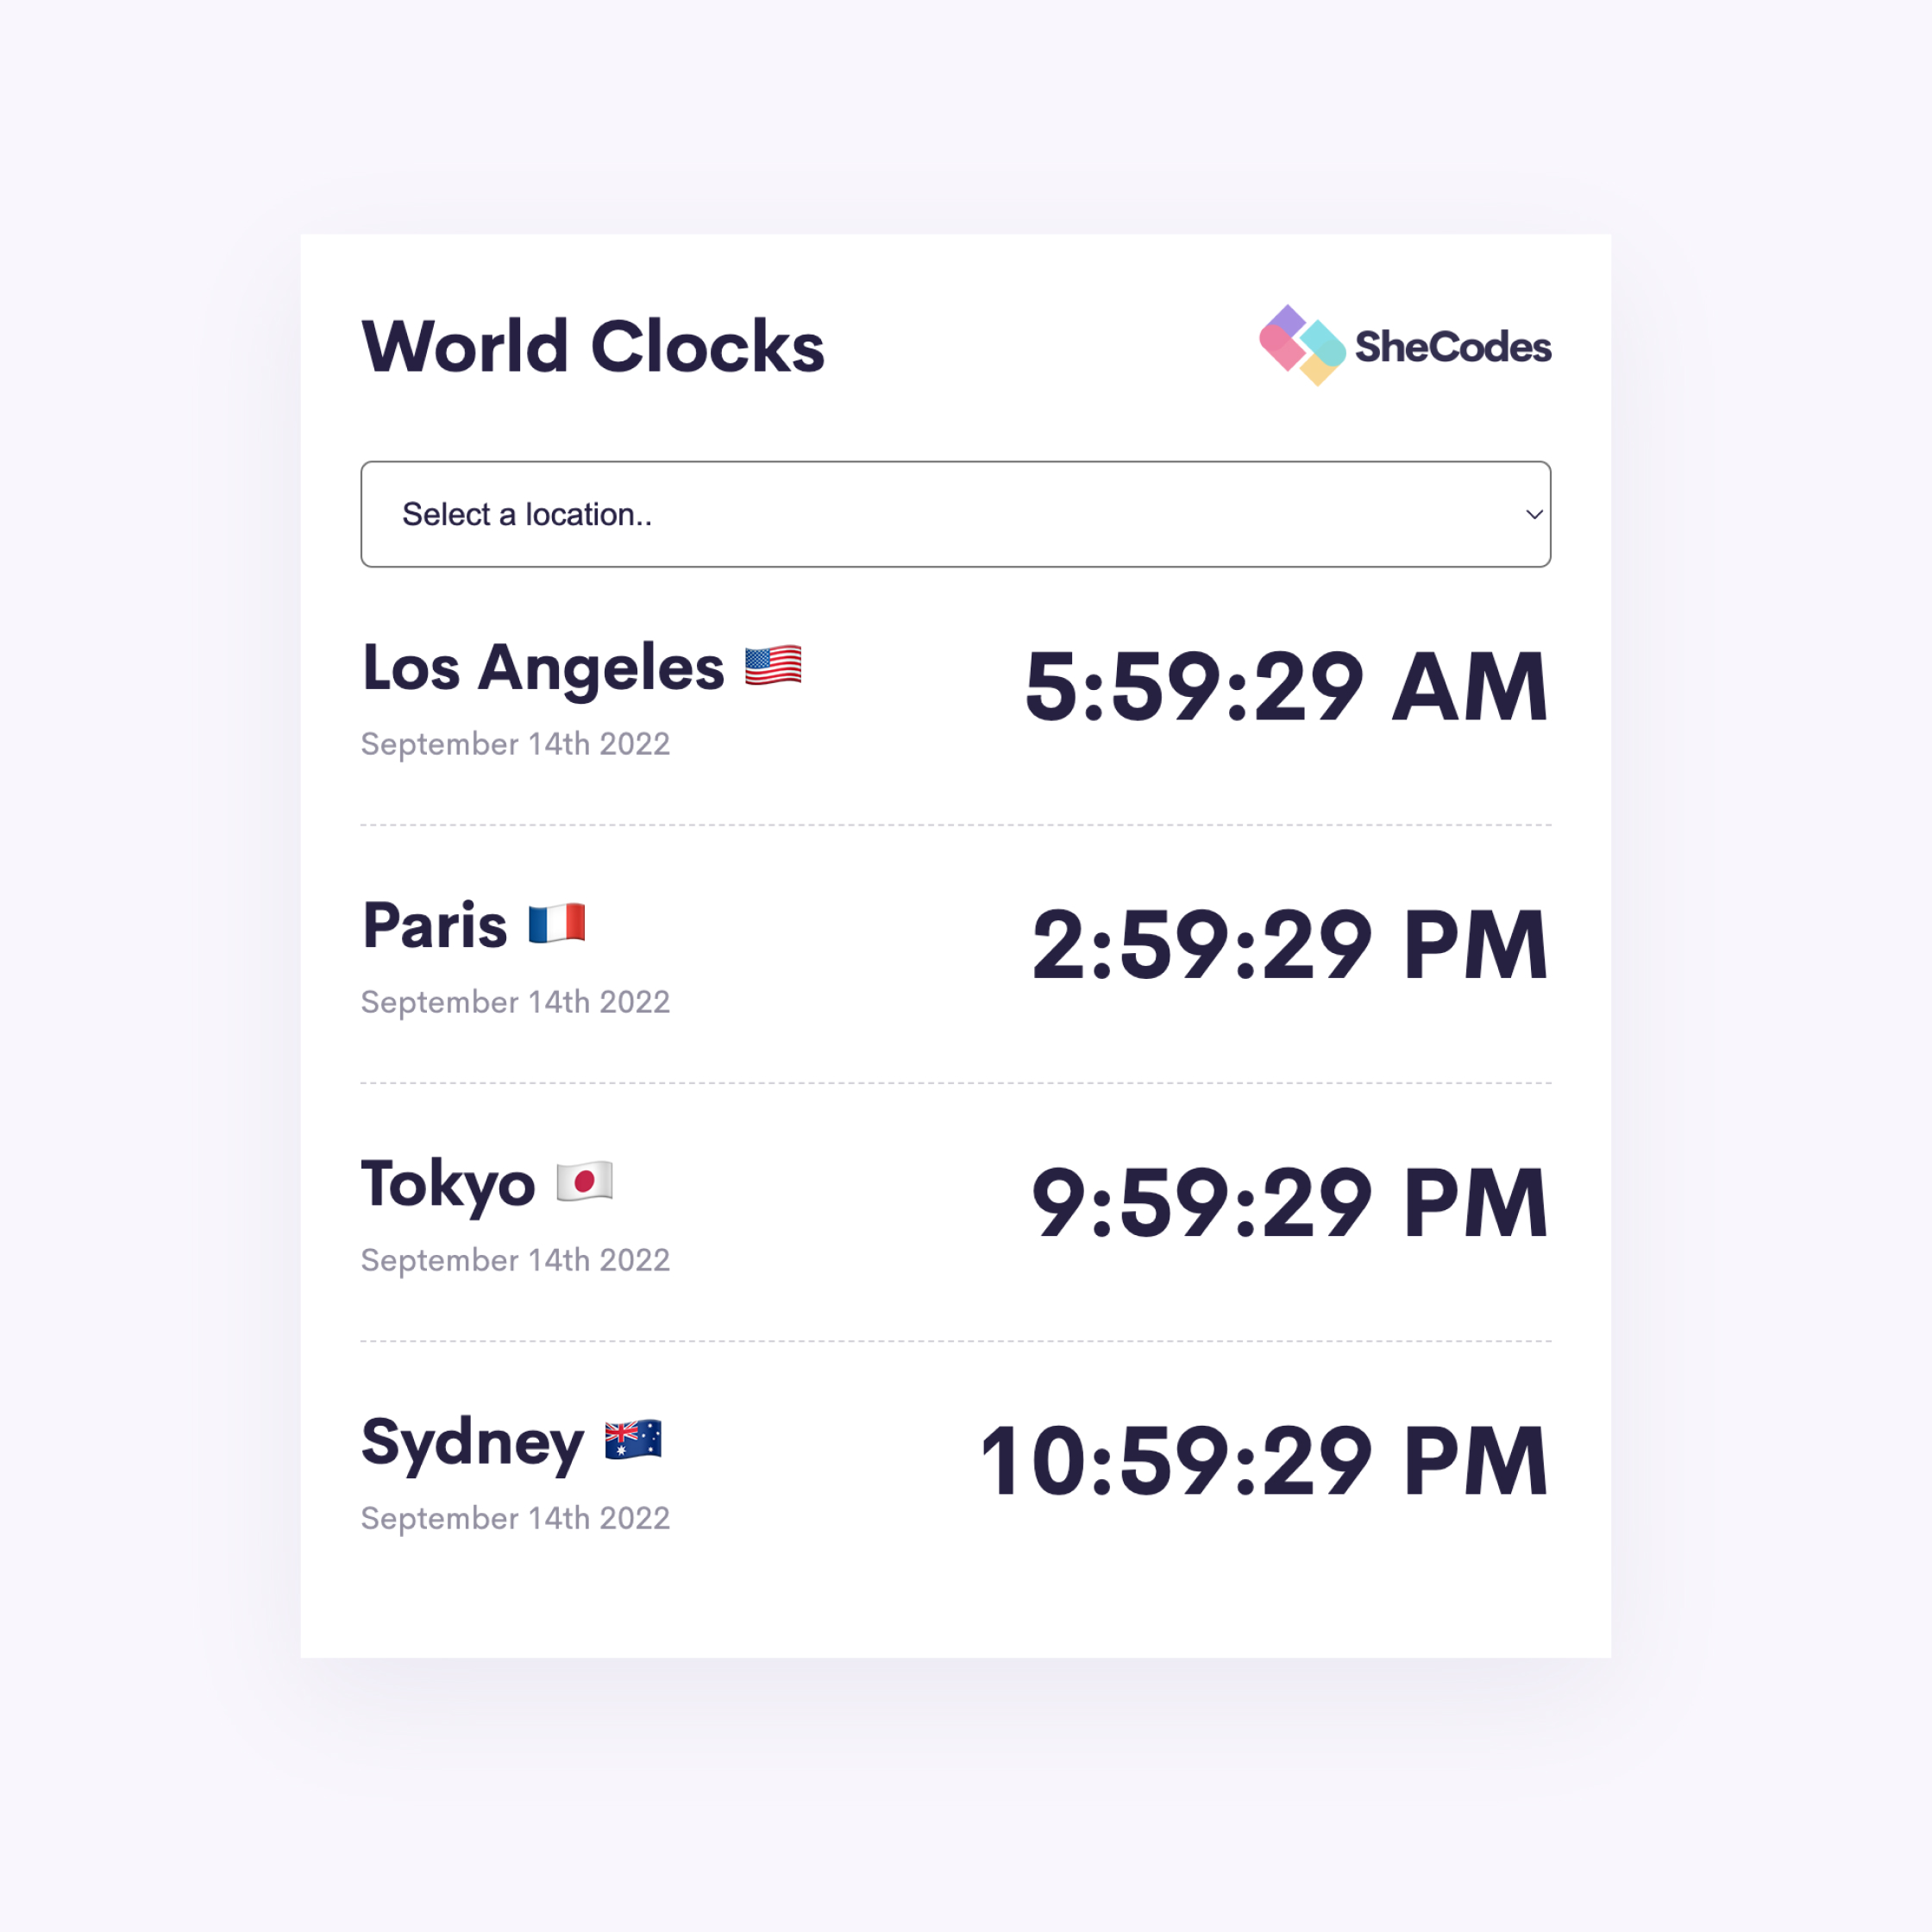 World Clocks
SheCodes
Select a location..
Los Angeles 🇺🇸
5:59:29 AM
September 14th 2022
Paris 🇫🇷
2:59:29 PM
September 14th 2022
Tokyo 🇯🇵
9:59:29 PM
September 14th 2022
Sydney 🇦🇺
10:59:29 PM
September 14th 2022